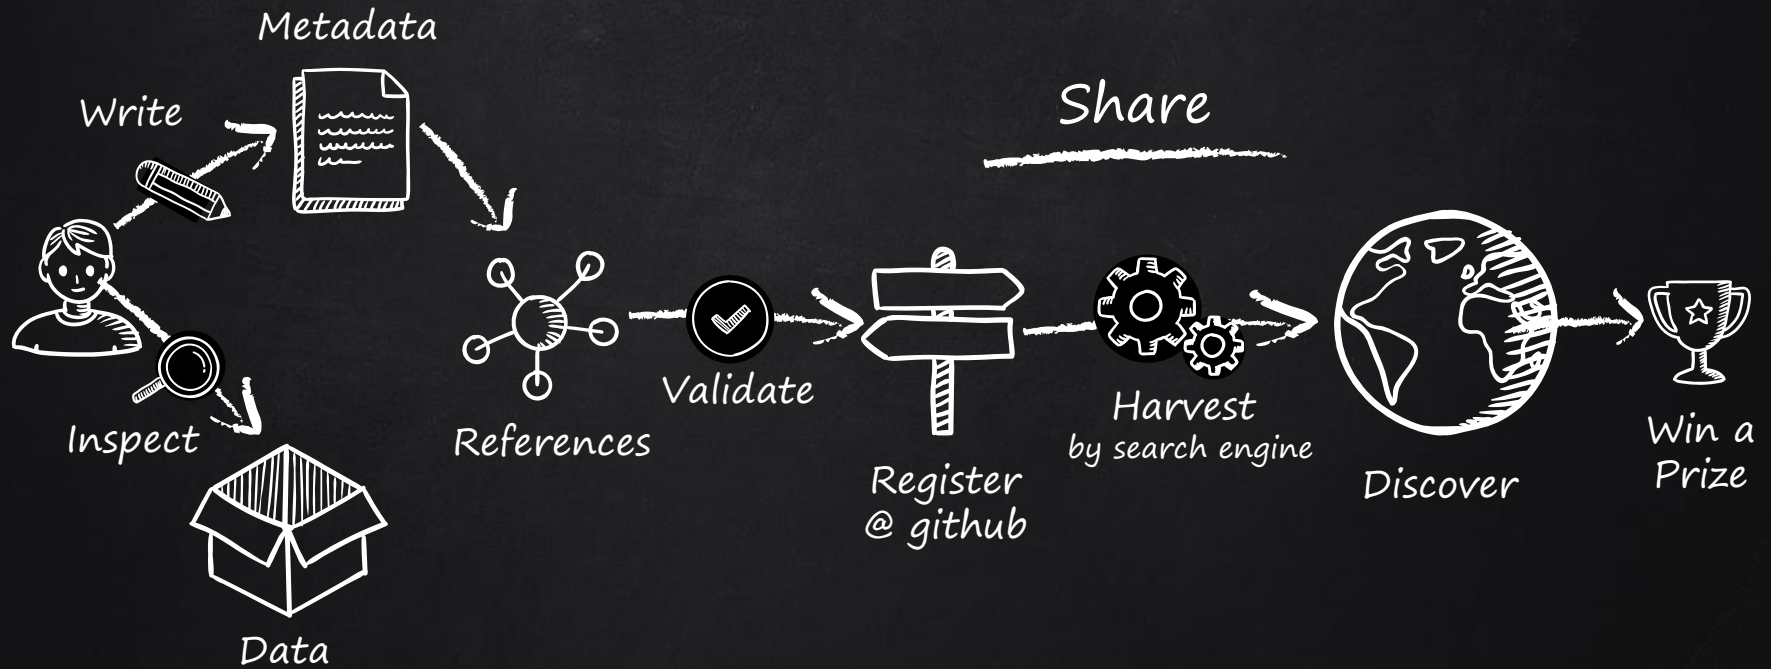 Metadata
Write
Share
Inspect
References
Validate
Data
Register
@ github
Harvest
by search engine
Discover
Win a
Prize